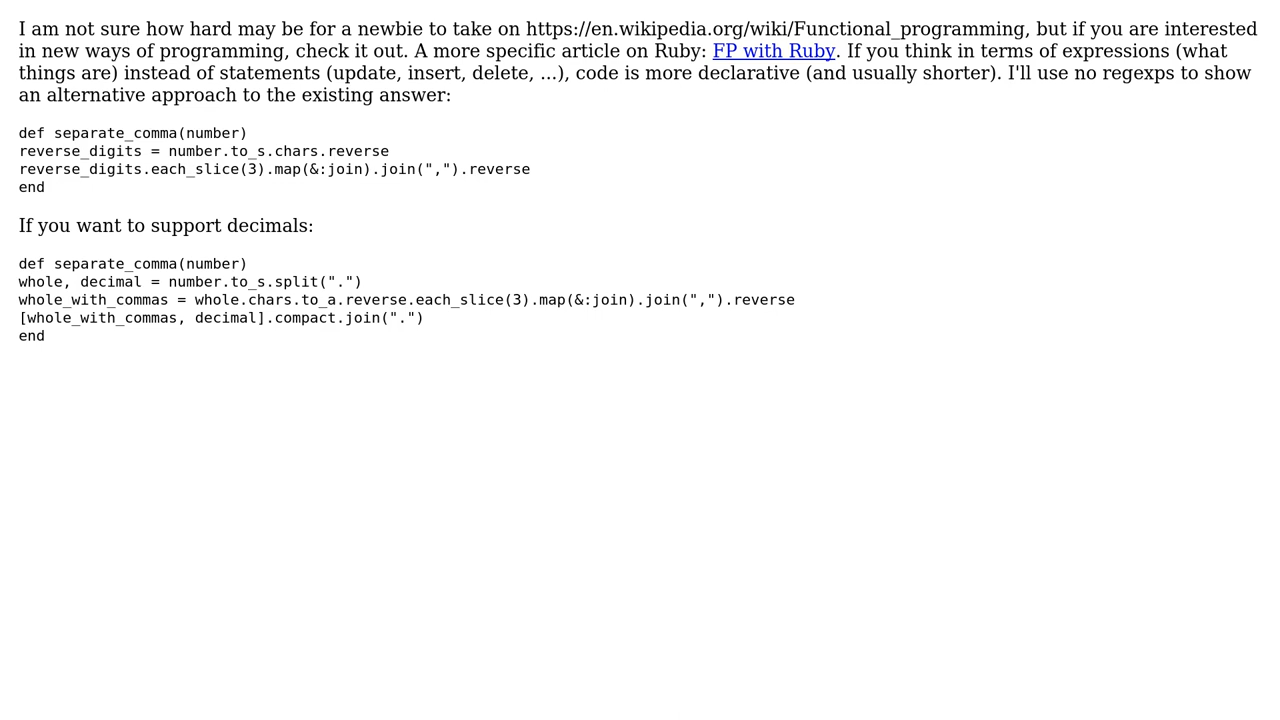 I am not sure how hard may be for a newbie to take on https://en.wikipedia.org/wiki/Functional_programming, but if you are interested
in new ways of programming, check it out. A more specific article on Ruby: FP with Ruby. If you think in terms of expressions (what
things are) instead of statements (update, insert, delete, ...), code is more declarative (and usually shorter). I'll use no regexps to show
an alternative approach to the existing answer:
def separate_comma(number)
reverse_digits = number.to_s.chars.reverse
reverse_digits.each_slice(3).map(&:join).join(",").reverse
end
If you want to support decimals:
def separate_comma(number)
whole, decimal = number.to_s.split(".")
whole_with_commas = whole.chars.to_a.reverse.each_slice(3).map(&:join).join(",").reverse
[whole_with_commas, decimal].compact.join(".")
end